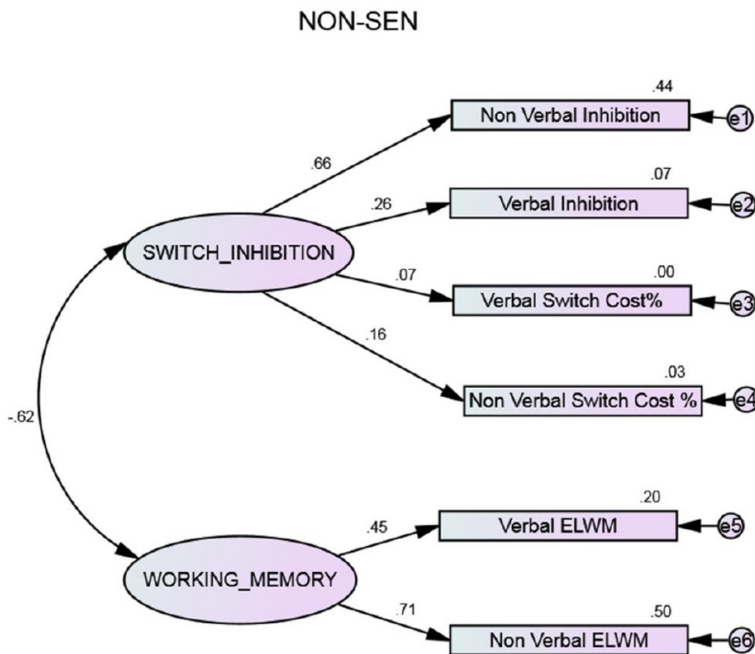 NON-SEN
.44
Non Verbal Inhibition
e1
.66
.07
.26
Verbal Inhibition
e2
SWITCH_INHIBITION
.07
.00
Verbal Switch Cost%
e3
.16
.03
Non Verbal Switch Cost %
e4
-.62
.20
.45
Verbal ELWM
e5
WORKING_MEMORY
.71
.50
Non Verbal ELWM
e6